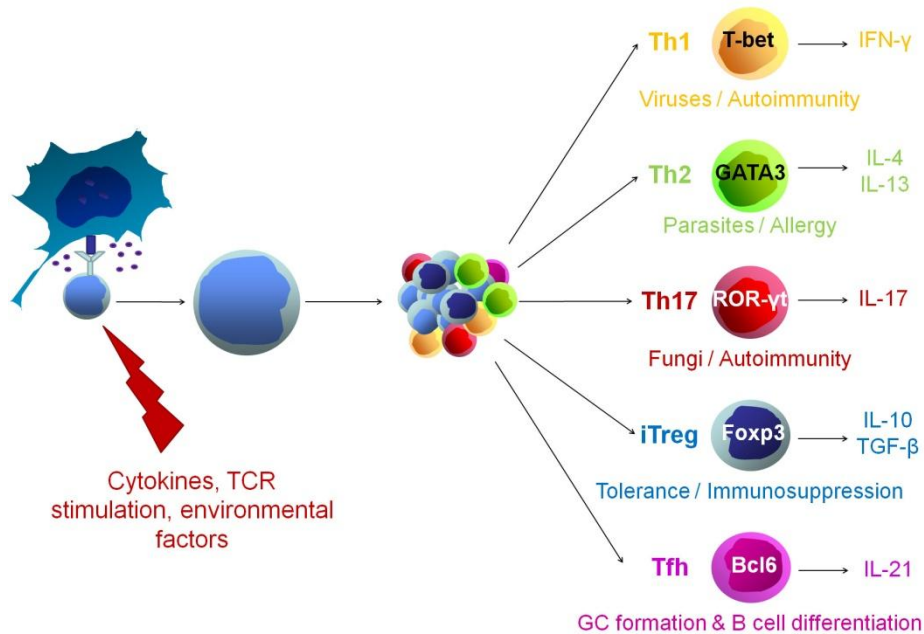 Th1
T-bet
IFN-γ
Viruses / Autoimmunity
Th2
GATA3
IL-4
IL-13
Parasites / Allergy
Th17
ROR-γt
IL-17
Fungi / Autoimmunity
iTreg
Foxp3
IL-10
TGF-β
Tolerance / Immunosuppression
Tfh
Bcl6
IL-21
GC formation & B cell differentiation
Cytokines, TCR
stimulation, environmental
factors